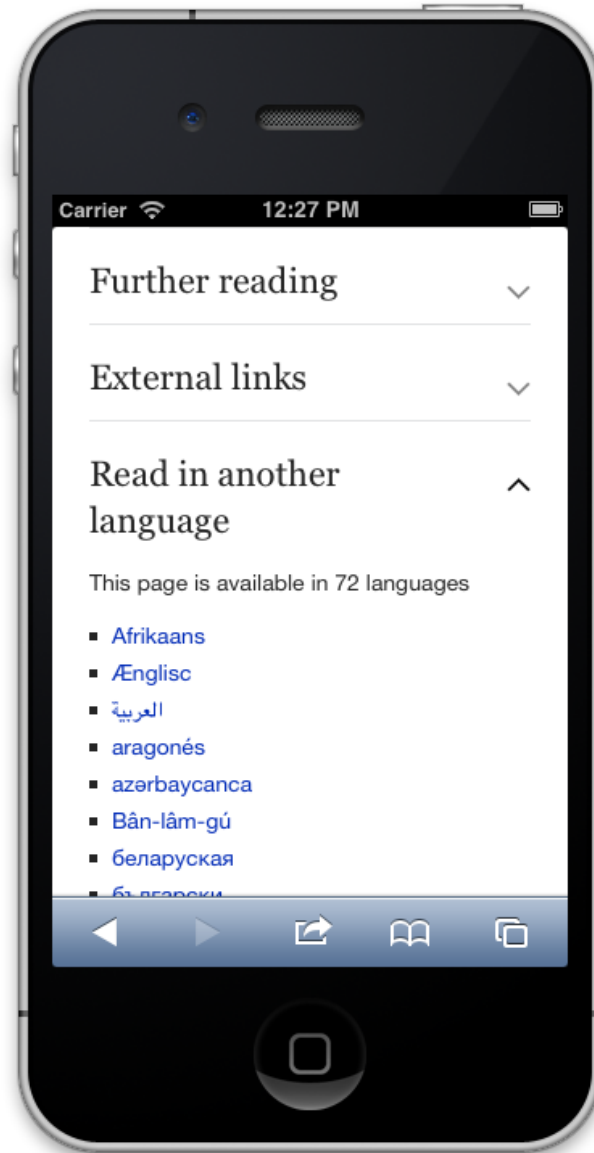 Carrier 12:27 PM
Further reading
External links
Read in another
language
This page is available in 72 languages
Afrikaans
Ænglisc
العربية
aragonés
azərbaycanca
Bân-lâm-gú
беларуская
български